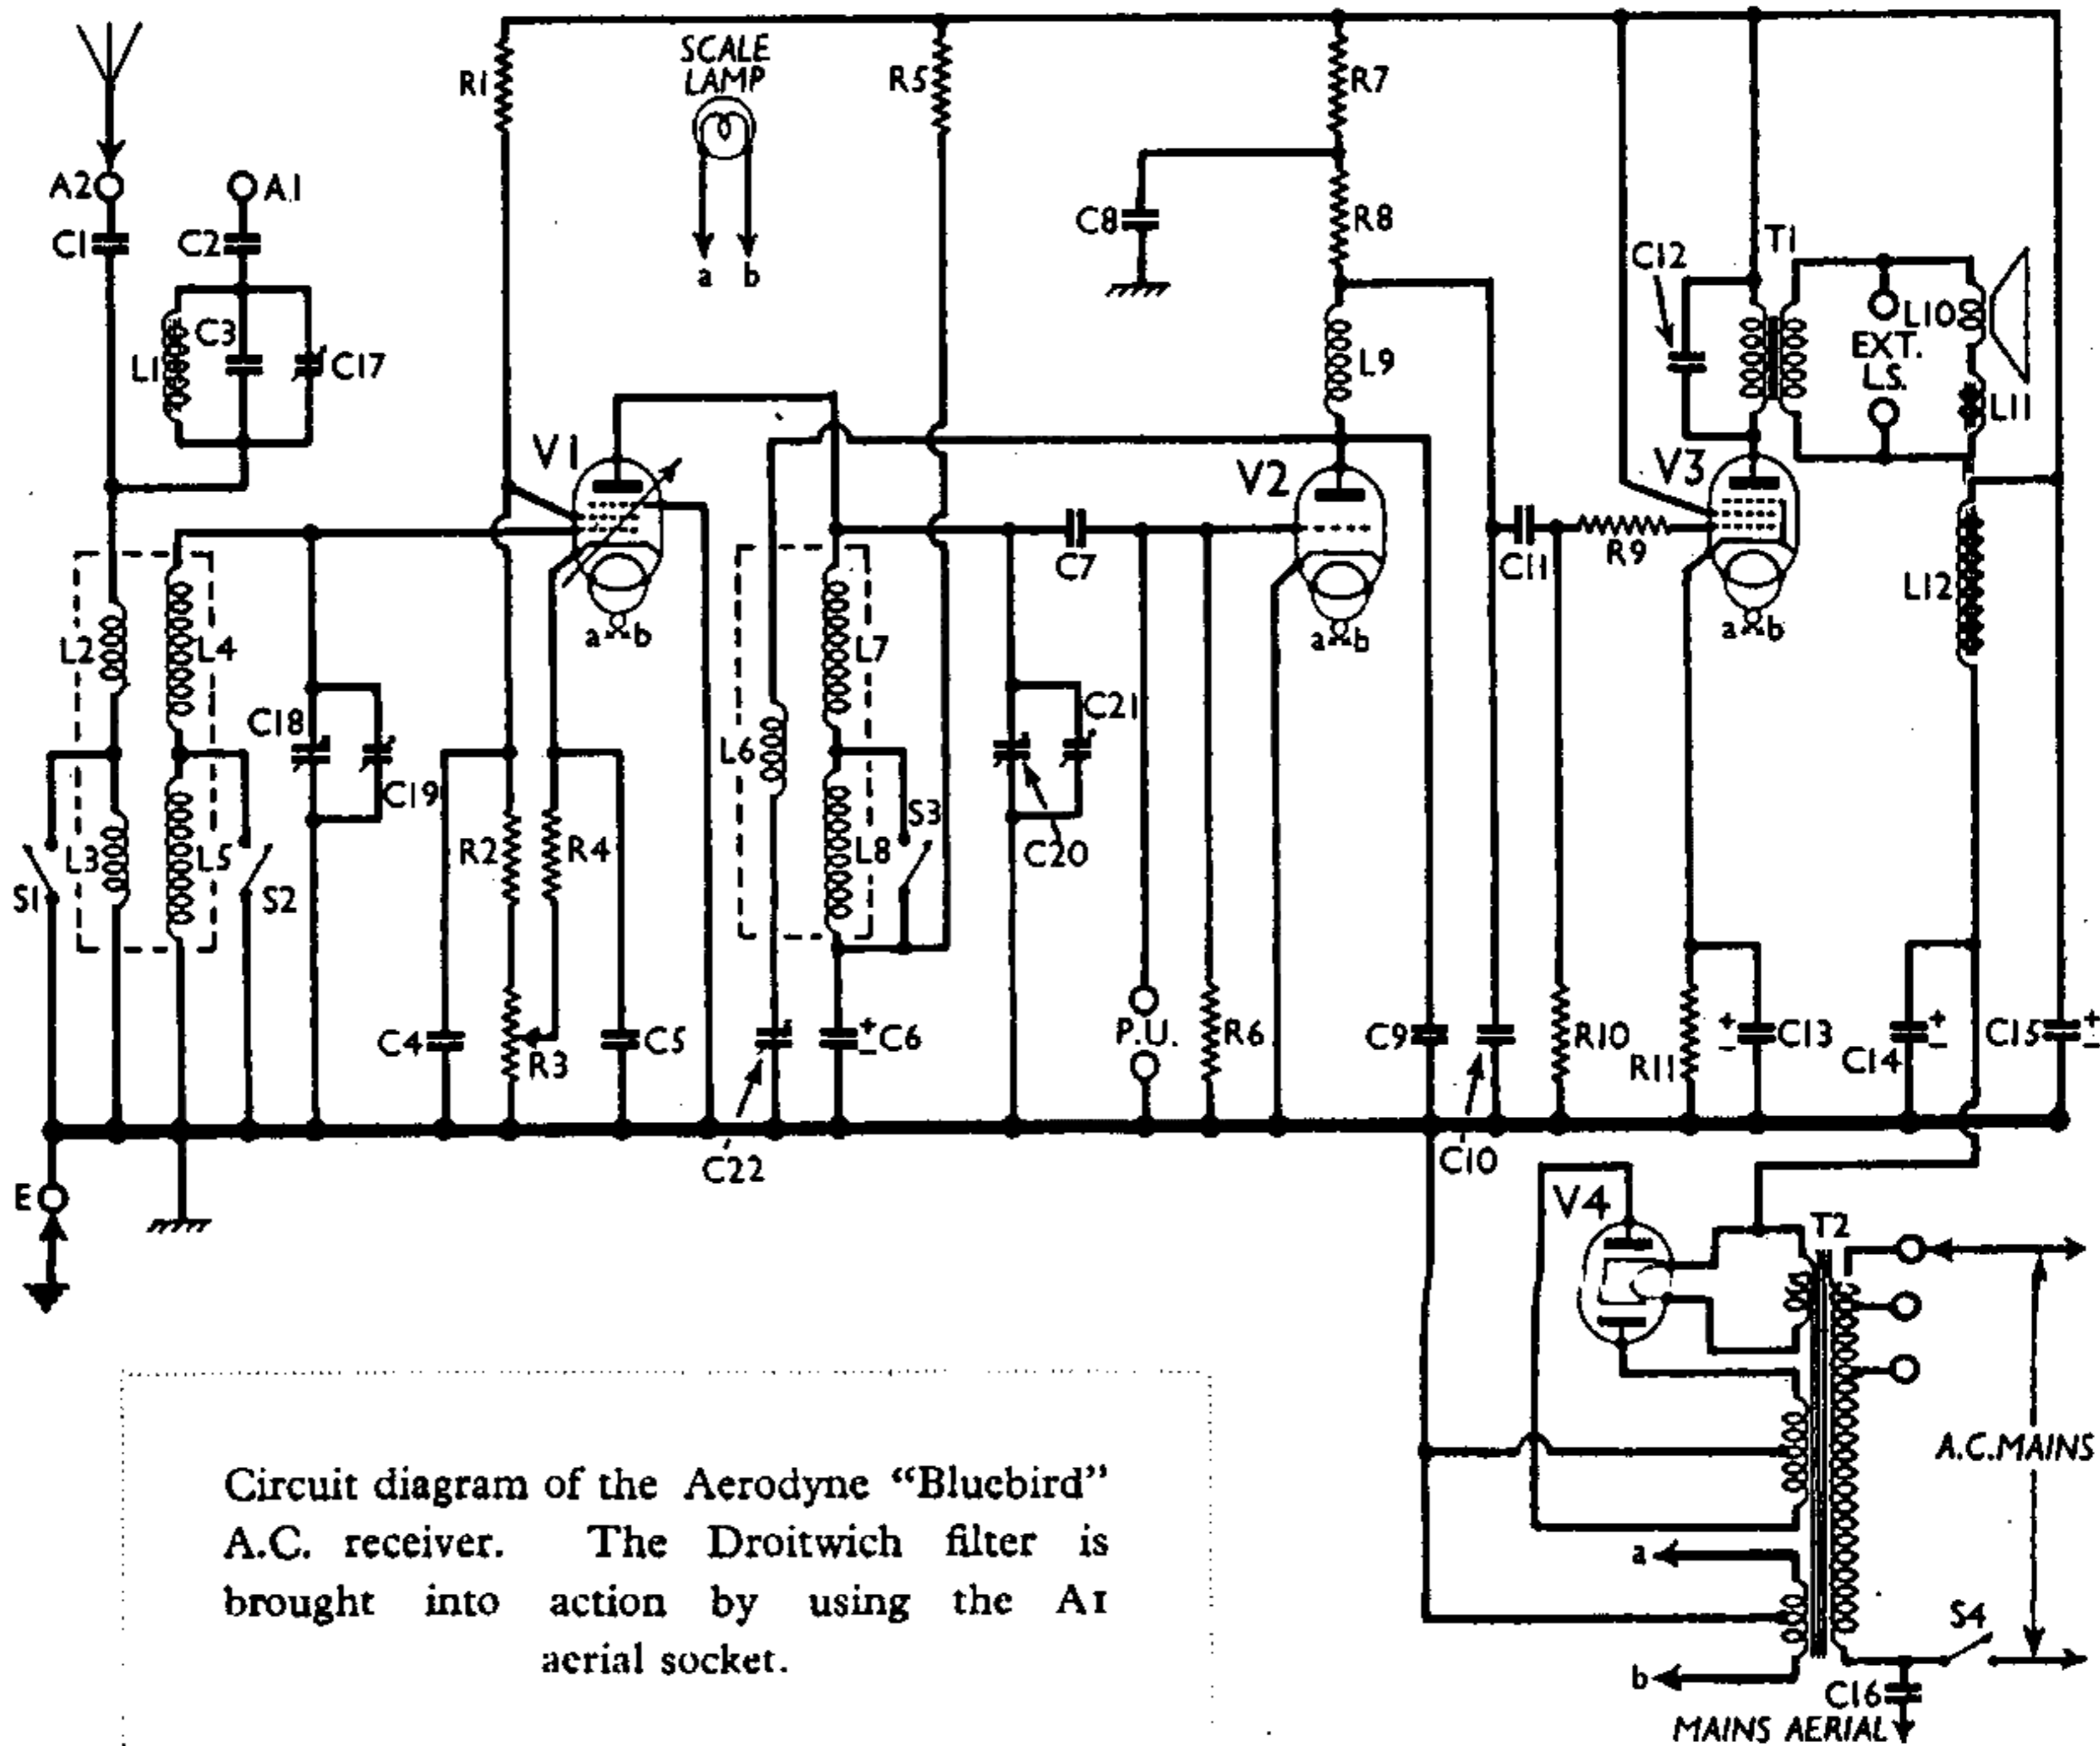 SCALE
LAMP
R1
R5
R7
A2
A1
C1
C2
C8
R8
a b
C12
T1
C3
L1
C17
L9
L10
EXT.
L.S.
L11
V1
V2
V3
C7
C11
R9
L12
a b
a b
a b
L2
L4
L7
C18
C19
L6
C21
S3
C20
S1
L3
L5
S2
R2
R4
L8
C4
R3
C5
+
-
C6
P.U.
R6
C9
R10
R11
+
-
C13
C14
+
-
C15
+
-
C22
C10
E
V4
T2
A.C.MAINS
a
b
S4
C16
MAINS AERIAL
Circuit diagram of the Aerodyne “Bluebird”
A.C. receiver. The Droitwich filter is
brought into action by using the A1
aerial socket.